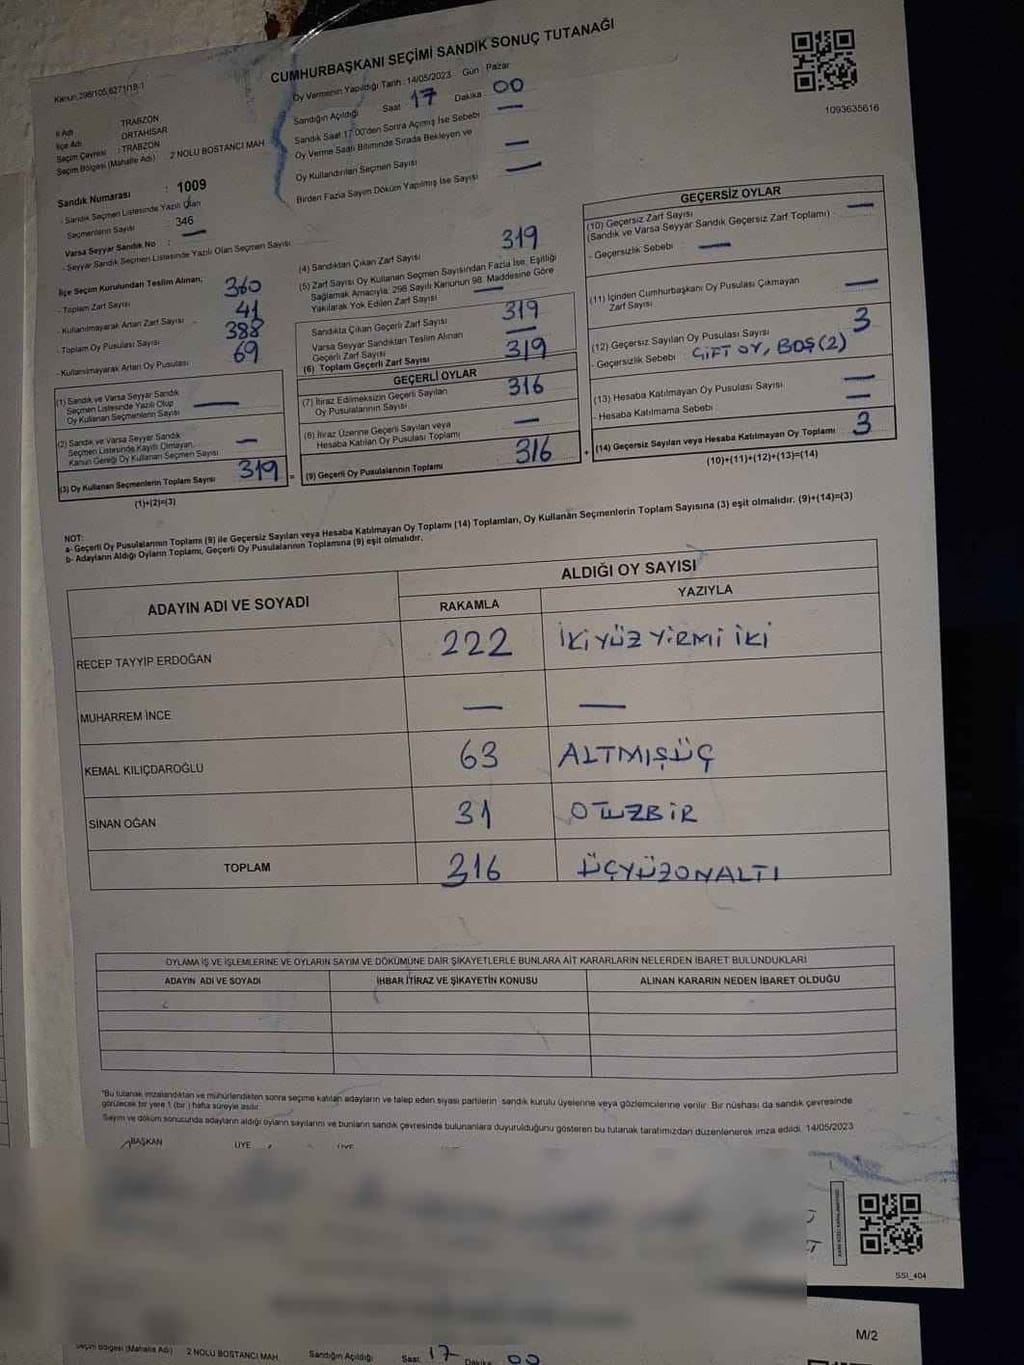 CUMHURBAŞKANI SEÇİMİ SANDIK SONUÇ TUTANAĞI
Kanun 298/105,6271/18-1
Oy Vermenin Yapıldığı Tarih : 14/05/2023 Gün : Pazar
1093635616
İl Adı TRABZON
İlçe Adı ORTAHİSAR
Seçim Çevresi : TRABZON
Seçim Bölgesi (Mahalle Adı) 2 NOLU BOSTANCI MAH
Sandığın Açıldığı Saat 17 Dakika 00
Sandık Saat 17:00'den Sonra Açılmış İse Sebebi —
Oy Verme Saati Bitiminde Sırada Bekleyen ve
Oy Kullandırılan Seçmen Sayısı —
Birden Fazla Sayım Döküm Yapılmış İse Sayısı —
Sandık Numarası : 1009
- Sandık Seçmen Listesinde Yazılı Olan
Seçmenlerin Sayısı 346
Varsa Seyyar Sandık No : —
- Seyyar Sandık Seçmen Listesinde Yazılı Olan Seçmen Sayısı
İlçe Seçim Kurulundan Teslim Alınan;
- Toplam Zarf Sayısı 360
- Kullanılmayarak Artan Zarf Sayısı 41
- Toplam Oy Pusulası Sayısı 388
- Kullanılmayarak Artan Oy Pusulası 69
(1) Sandık ve Varsa Seyyar Sandık
Seçmen Listesinde Yazılı Olup
Oy Kullanan Seçmenlerin Sayısı —
(2) Sandık ve Varsa Seyyar Sandık
Seçmen Listesinde Kayıtlı Olmayan,
Kanun Gereği Oy Kullanan Seçmen Sayısı —
(3) Oy Kullanan Seçmenlerin Toplam Sayısı 319 =
(1)+(2)=(3)
(4) Sandıktan Çıkan Zarf Sayısı 319
(5) Zarf Sayısı Oy Kullanan Seçmen Sayısından Fazla İse, Eşitliği
Sağlamak Amacıyla, 298 Sayılı Kanunun 98. Maddesine Göre
Yakılarak Yok Edilen Zarf Sayısı —
Sandıkta Çıkan Geçerli Zarf Sayısı 319
Varsa Seyyar Sandıktan Teslim Alınan
Geçerli Zarf Sayısı —
(6) Toplam Geçerli Zarf Sayısı 319
GEÇERLİ OYLAR
(7) İtiraz Edilmeksizin Geçerli Sayılan
Oy Pusulalarının Sayısı 316
(8) İtiraz Üzerine Geçerli Sayılan veya
Hesaba Katılan Oy Pusulası Toplamı —
(9) Geçerli Oy Pusulalarının Toplamı 316 +
GEÇERSİZ OYLAR
(10) Geçersiz Zarf Sayısı —
(Sandık ve Varsa Seyyar Sandık Geçersiz Zarf Toplamı)
- Geçersizlik Sebebi : —
(11) İçinden Cumhurbaşkanı Oy Pusulası Çıkmayan
Zarf Sayısı —
(12) Geçersiz Sayılan Oy Pusulası Sayısı 3
- Geçersizlik Sebebi ÇİFT OY, BOŞ (2)
(13) Hesaba Katılmayan Oy Pusulası Sayısı —
- Hesaba Katılmama Sebebi —
(14) Geçersiz Sayılan veya Hesaba Katılmayan Oy Toplamı 3
(10)+(11)+(12)+(13)=(14)
NOT:
a- Geçerli Oy Pusulalarının Toplamı (9) ile Geçersiz Sayılan veya Hesaba Katılmayan Oy Toplamı (14) Toplamları, Oy Kullanan Seçmenlerin Toplam Sayısına (3) eşit olmalıdır. (9)+(14)=(3)
b- Adayların Aldığı Oyların Toplamı, Geçerli Oy Pusulalarının Toplamına (9) eşit olmalıdır.
ADAYIN ADI VE SOYADI
ALDIĞI OY SAYISI
RAKAMLA YAZIYLA
RECEP TAYYIP ERDOĞAN 222 İKİ YÜZ YİRMİ İKİ
MUHARREM İNCE — —
KEMAL KILIÇDAROĞLU 63 ALTMIŞÜÇ
SİNAN OĞAN 31 OTUZBİR
TOPLAM 316 ÜÇYÜZONALTI
OYLAMA İŞ VE İŞLEMLERİNE VE OYLARIN SAYIM VE DÖKÜMÜNE DAİR ŞİKAYETLERLE BUNLARA AİT KARARLARIN NELERDEN İBARET BULUNDUKLARI
ADAYIN ADI VE SOYADI İHBAR İTİRAZ VE ŞİKAYETİN KONUSU ALINAN KARARIN NEDEN İBARET OLDUĞU
*Bu tutanak imzalandıktan ve mühürlendikten sonra seçime katılan adayların ve talep eden siyasi partilerin sandık kurulu üyelerine veya gözlemcilerine verilir. Bir nüshası da sandık çevresinde
görülecek bir yere 1 (bir ) hafta süreyle asılır.
Sayım ve döküm sonucunda adayların aldığı oyların sayılarını ve bunların sandık çevresinde bulunanlara duyurulduğunu gösteren bu tutanak tarafımızdan düzenlenerek imza edildi. 14/05/2023
BAŞKAN ÜYE ÜYE
SSI_404
M/2
Seçim Bölgesi (Mahalle Adı) 2 NOLU BOSTANCI MAH Sandığın Açıldığı Saat 17 Dakika 00